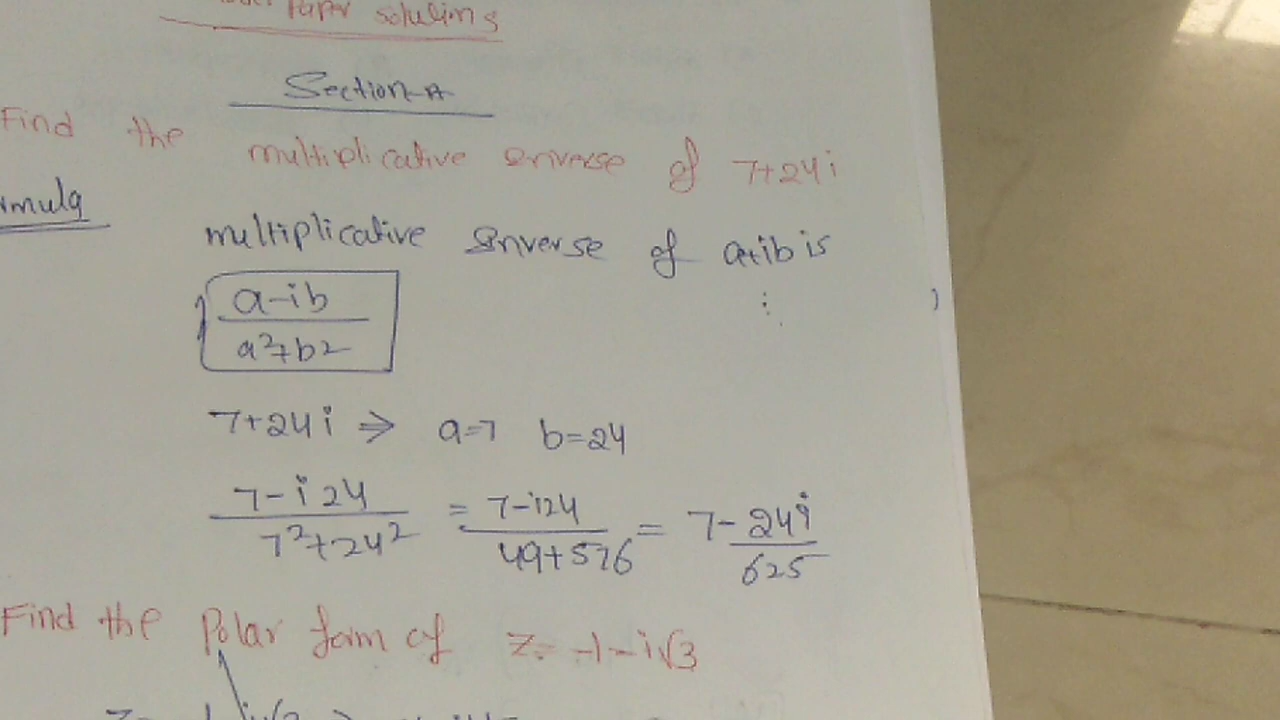 Paper solutions
Section-A
Find the multiplicative inverse of 7+24i
multiplicative inverse of a+ib is
a-ib
a²+b²
7+24i ⇒ a=7 b=24
7-i24 / 7²+24² = 7-i24 / 49+576 = 7-24i / 625
Find the Polar form of z=-1-i√3